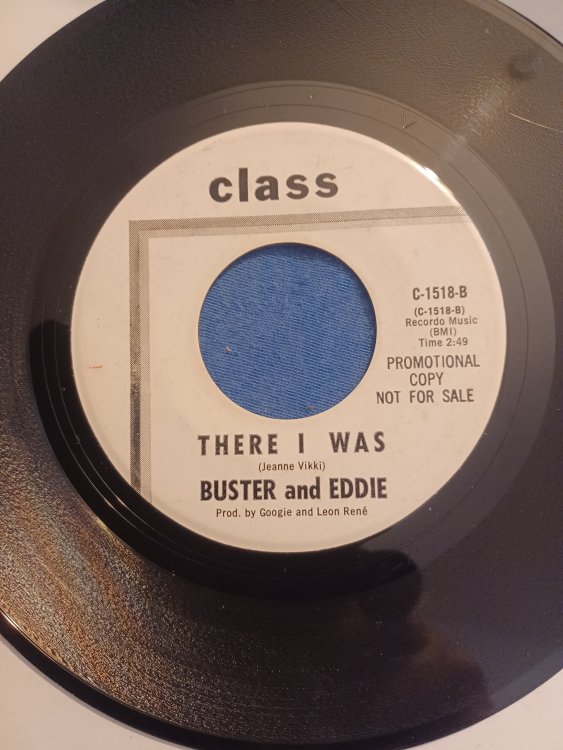 class
C-1518-B
(C-1518-B)
Recordo Music
(BMI)
Time 2:49
PROMOTIONAL
COPY
NOT FOR SALE
THERE I WAS
(Jeanne Vikki)
BUSTER and EDDIE
Prod. by Googie and Leon René